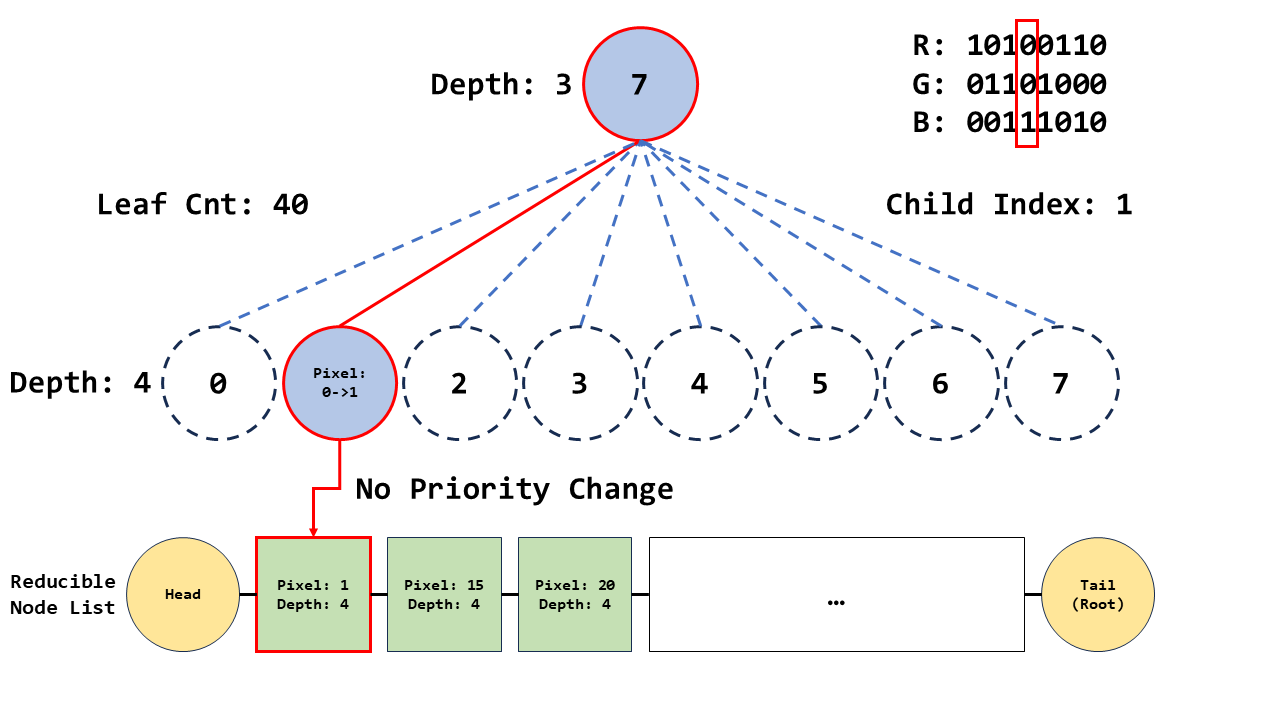 R: 10100110
Depth: 3
7
G: 01101000
B: 00111010
Leaf Cnt: 40
Child Index: 1
Depth: 4
0
Pixel:
0->1
2
3
4
5
6
7
No Priority Change
Reducible
Node List
Head
Pixel: 1
Depth: 4
Pixel: 15
Depth: 4
Pixel: 20
Depth: 4
…
Tail
(Root)